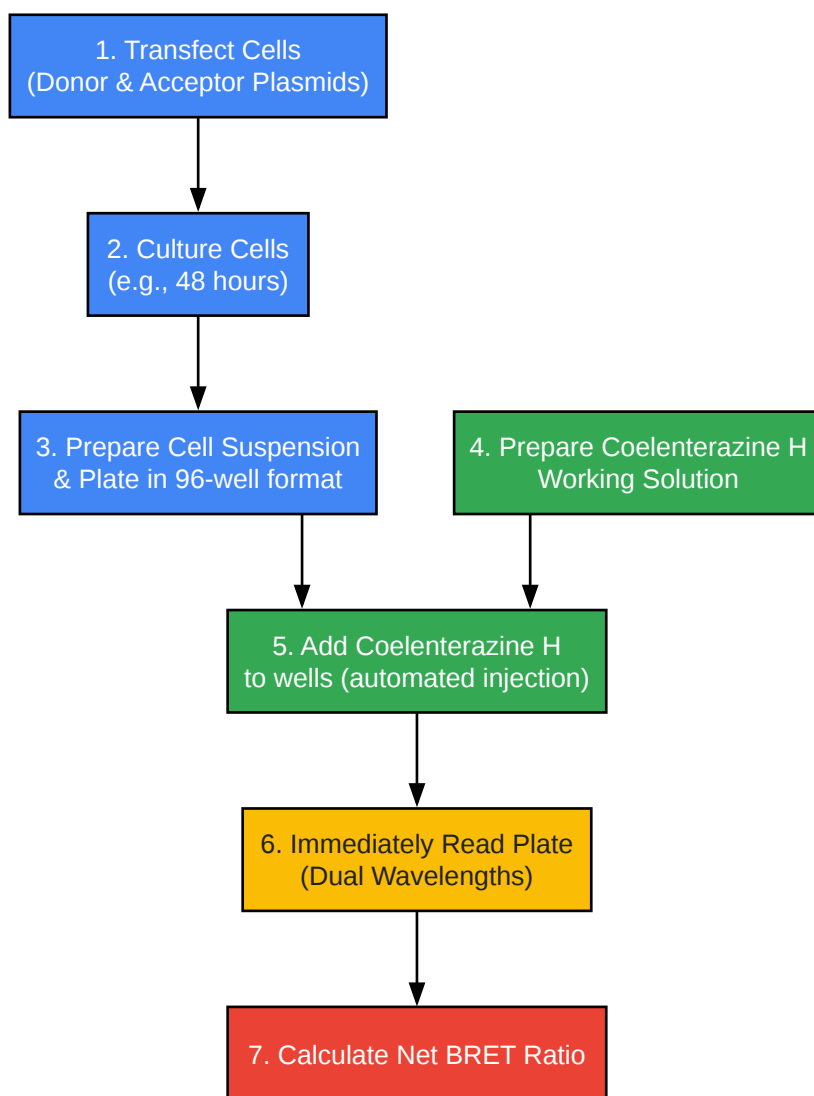 1. Transfect Cells
(Donor & Acceptor Plasmids)
2. Culture Cells
(e.g., 48 hours)
3. Prepare Cell Suspension
& Plate in 96-well format
4. Prepare Coelenterazine H
Working Solution
5. Add Coelenterazine H
to wells (automated injection)
6. Immediately Read Plate
(Dual Wavelengths)
7. Calculate Net BRET Ratio